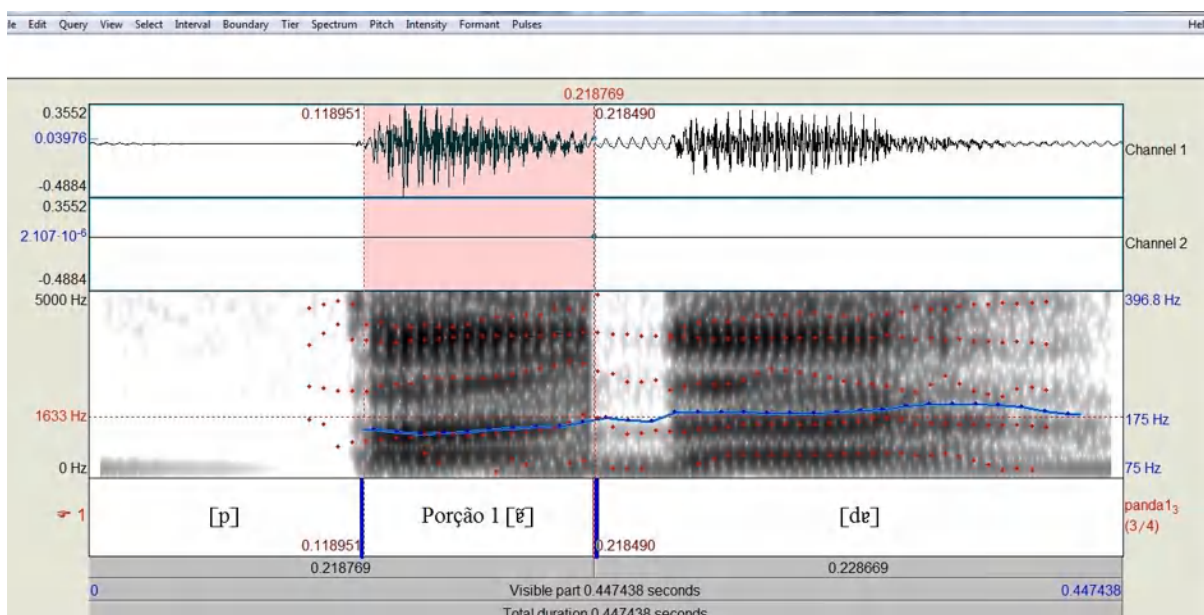 le Edit Query View Select Interval Boundary Tier Spectrum Pitch Intensity Formant Pulses Hel
0.218769
0.3552 0.118951 0.218490
0.03976
Channel 1
-0.4884
0.3552
2.107·10⁻⁶
Channel 2
-0.4884
5000 Hz 396.8 Hz
1633 Hz 175 Hz
0 Hz 75 Hz
☞ 1 [p] Porção 1 [ɐ̃] [dɐ] panda1₃
(3/4)
0.118951 0.218490
0.218769 0.228669
0 Visible part 0.447438 seconds 0.447438
Total duration 0.447438 seconds